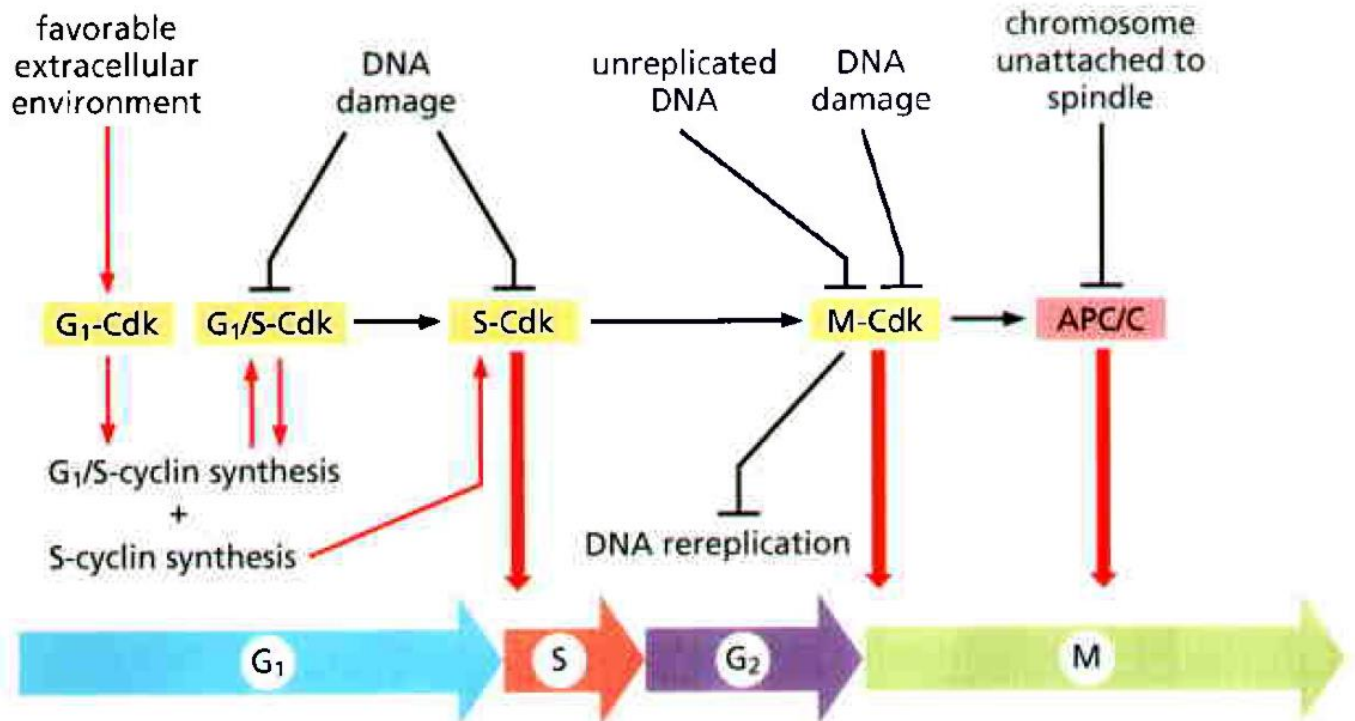 favorable
extracellular
environment
DNA
damage
unreplicated
DNA
DNA
damage
chromosome
unattached to
spindle
G₁-Cdk
G₁/S-Cdk
S-Cdk
M-Cdk
APC/C
G₁/S-cyclin synthesis
+
S-cyclin synthesis
DNA rereplication
G₁
S
G₂
M